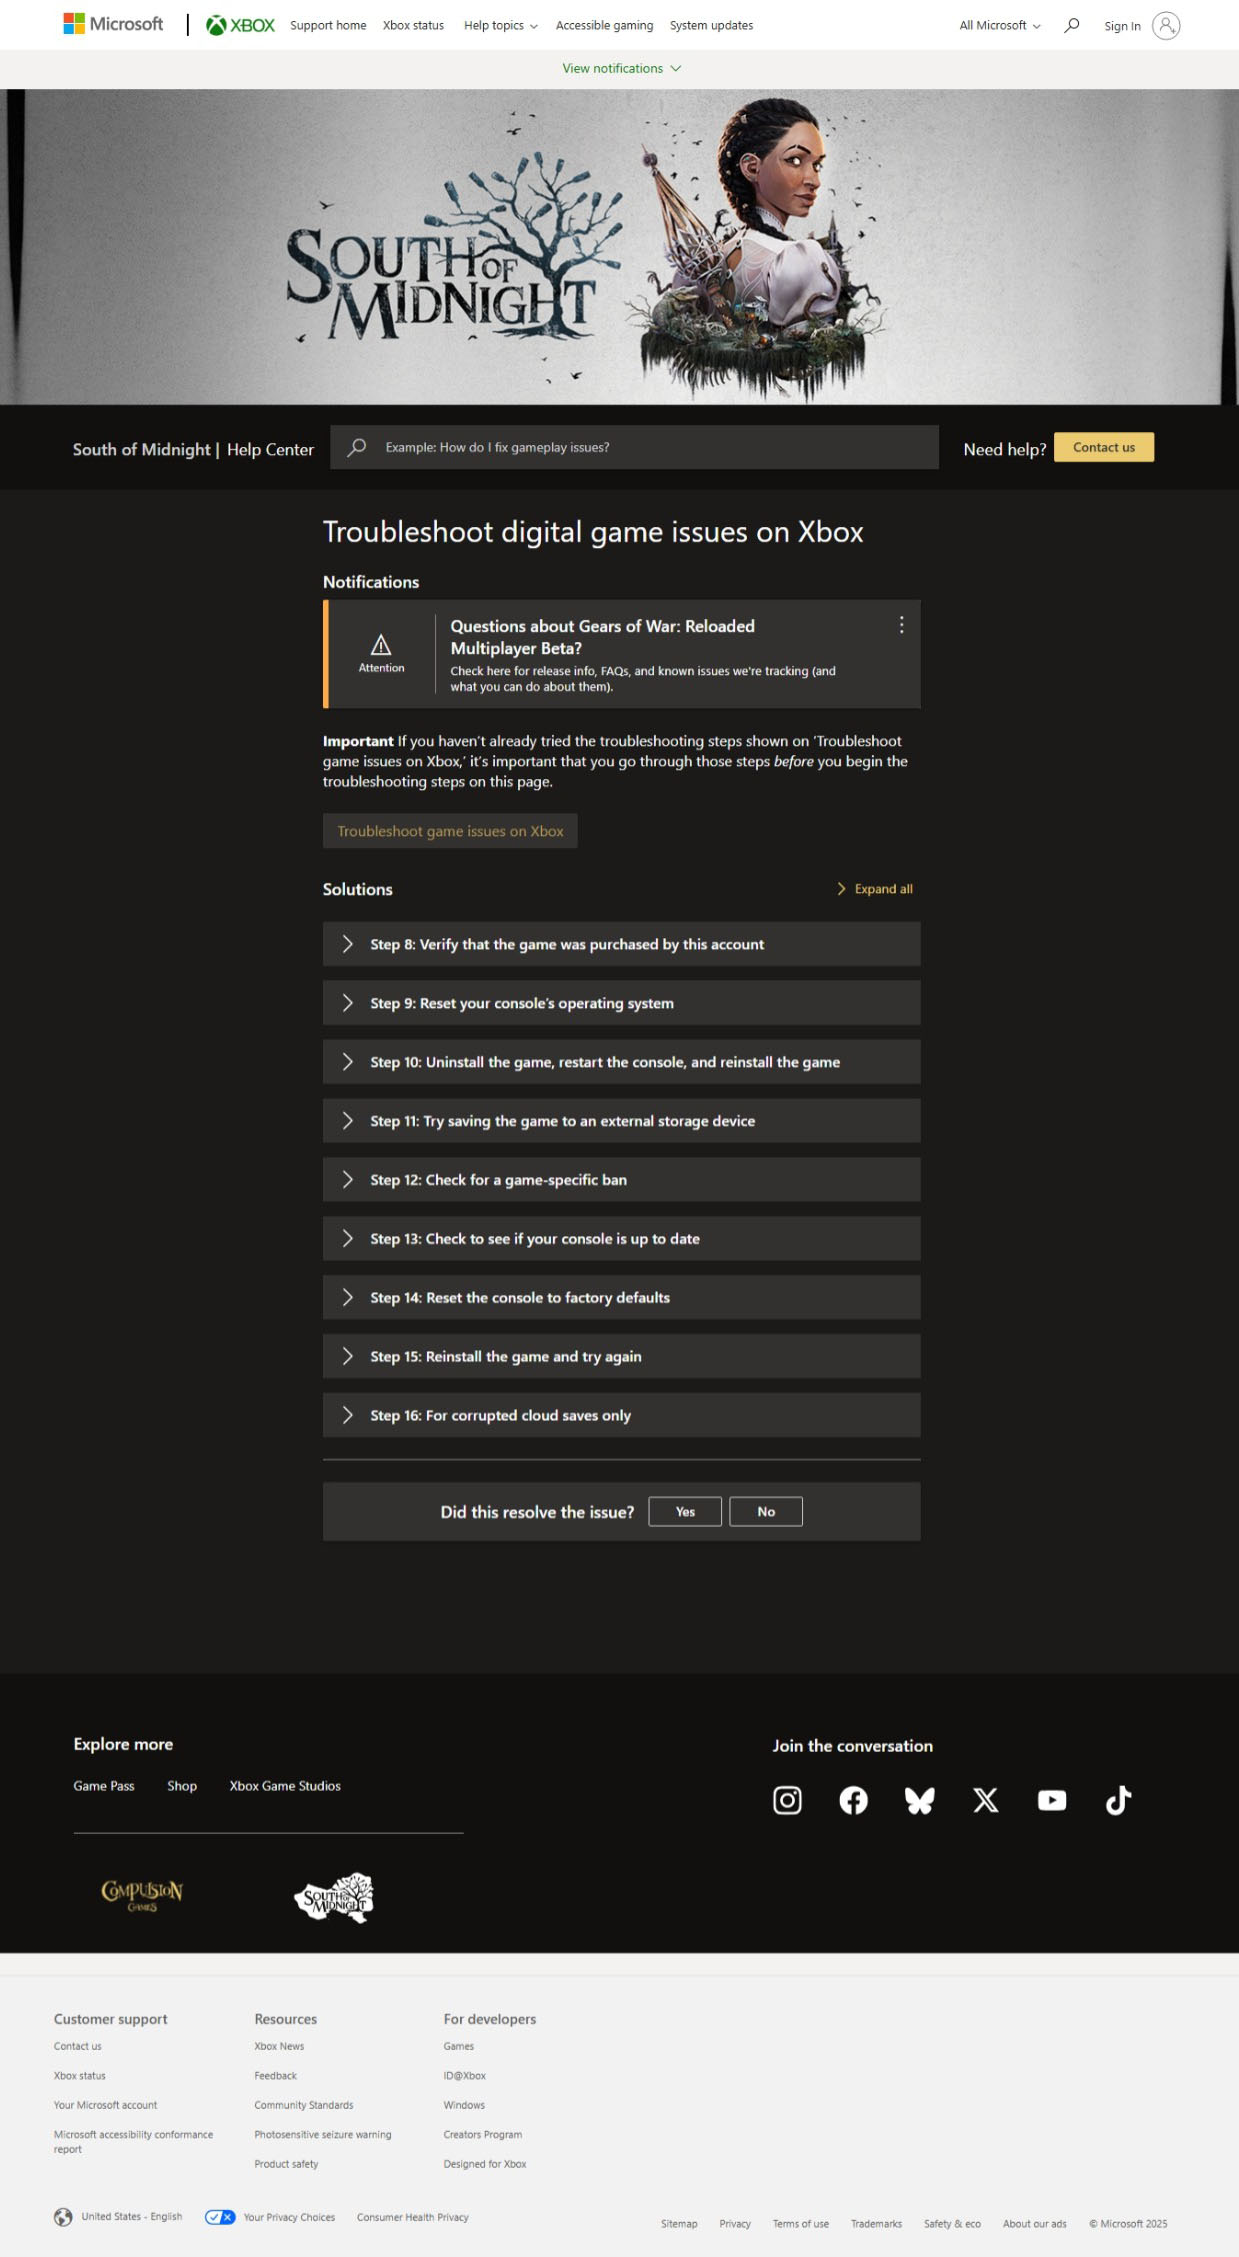 Microsoft
XBOX
Support home
Xbox status
Help topics
Accessible gaming
System updates
All Microsoft
Sign In
View notifications
SOUTH OF
MIDNIGHT
South of Midnight | Help Center
Example: How do I fix gameplay issues?
Need help?
Contact us
Troubleshoot digital game issues on Xbox
Notifications
Attention
Questions about Gears of War: Reloaded
Multiplayer Beta?
Check here for release info, FAQs, and known issues we're tracking (and
what you can do about them).
Important If you haven't already tried the troubleshooting steps shown on 'Troubleshoot
game issues on Xbox,' it's important that you go through those steps before you begin the
troubleshooting steps on this page.
Troubleshoot game issues on Xbox
Solutions
Expand all
Step 8: Verify that the game was purchased by this account
Step 9: Reset your console's operating system
Step 10: Uninstall the game, restart the console, and reinstall the game
Step 11: Try saving the game to an external storage device
Step 12: Check for a game-specific ban
Step 13: Check to see if your console is up to date
Step 14: Reset the console to factory defaults
Step 15: Reinstall the game and try again
Step 16: For corrupted cloud saves only
Did this resolve the issue?
Yes
No
Explore more
Game Pass
Shop
Xbox Game Studios
Join the conversation
COMPULSION
GAMES
SOUTH OF
MIDNIGHT
Customer support
Contact us
Xbox status
Your Microsoft account
Microsoft accessibility conformance
report
Resources
Xbox News
Feedback
Community Standards
Photosensitive seizure warning
Product safety
For developers
Games
ID@Xbox
Windows
Creators Program
Designed for Xbox
United States - English
Your Privacy Choices
Consumer Health Privacy
Sitemap
Privacy
Terms of use
Trademarks
Safety & eco
About our ads
© Microsoft 2025